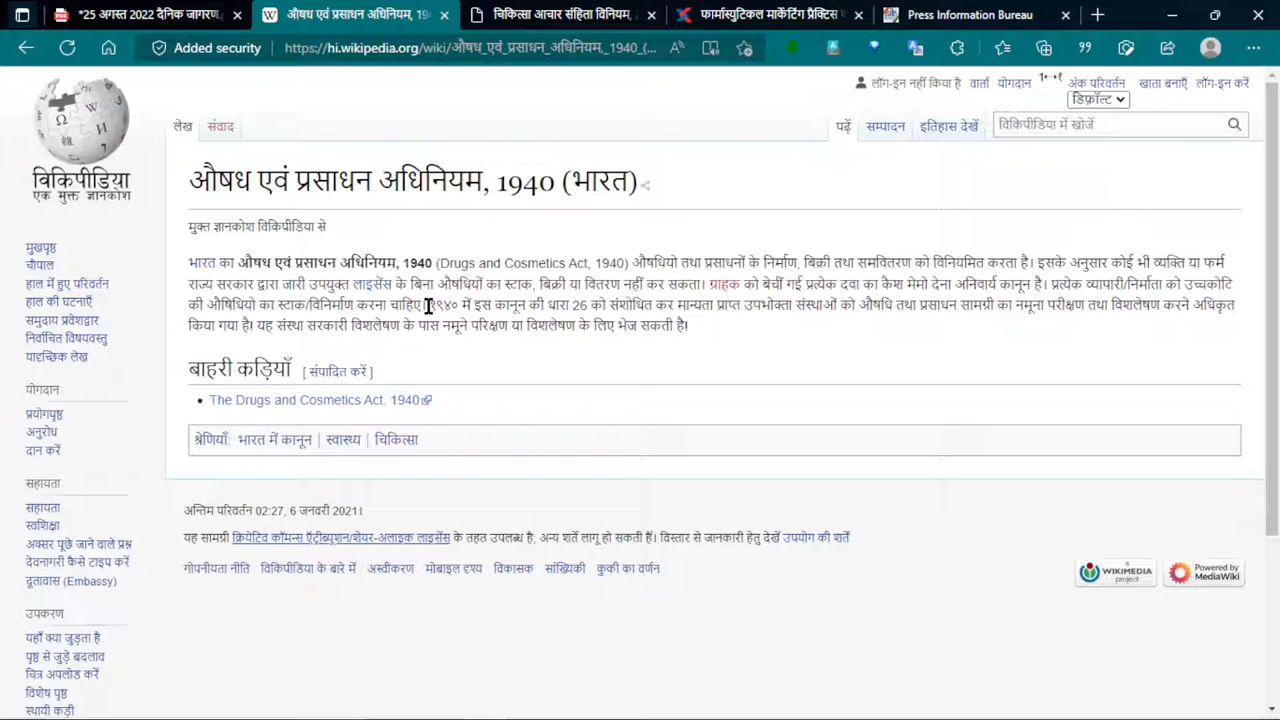 *25 अगस्त 2022 दैनिक जागरण,
औषध एवं प्रसाधन अधिनियम, 19
चिकित्सा आचार संहिता विनियम,
फार्मास्युटिकल मार्केटिंग प्रैक्टिस
Press Information Bureau
Added security
https://hi.wikipedia.org/wiki/औषध_एवं_प्रसाधन_अधिनियम,_1940_(...
लॉग-इन नहीं किया है वार्ता योगदान अंक परिवर्तन खाता बनाएँ लॉग-इन करें
डिफ़ॉल्ट
लेख संवाद पढ़ें सम्पादन इतिहास देखें विकिपीडिया में खोजें
विकिपीडिया
एक मुक्त ज्ञानकोश
औषध एवं प्रसाधन अधिनियम, 1940 (भारत)
मुक्त ज्ञानकोश विकिपीडिया से
भारत का औषध एवं प्रसाधन अधिनियम, 1940 (Drugs and Cosmetics Act, 1940) औषधियो तथा प्रसाधनों के निर्माण, बिक्री तथा समवितरण को विनियमित करता है। इसके अनुसार कोई भी व्यक्ति या फर्म
राज्य सरकार द्वारा जारी उपयुक्त लाइसेंस के बिना औषधियों का स्टाक, बिक्री या वितरण नहीं कर सकता। ग्राहक को बेचीं गई प्रत्येक दवा का कैश मेमो देना अनिवार्य कानून है। प्रत्येक व्यापारी/निर्माता को उच्चकोटि
की औषिधियो का स्टाक/विनिर्माण करना चाहिए १९४० में इस कानून की धारा 26 को संशोधित कर मान्यता प्राप्त उपभोक्ता संस्थाओं को औषधि तथा प्रसाधन सामग्री का नमूना परीक्षण तथा विश्लेषण करने अधिकृत
किया गया है। यह संस्था सरकारी विशलेषण के पास नमूने परिक्षण या विशलेषण के लिए भेज सकती है!
बाहरी कड़ियाँ [ संपादित करें ]
The Drugs and Cosmetics Act. 1940
श्रेणियाँ: भारत में कानून | स्वास्थ्य | चिकित्सा
अन्तिम परिवर्तन 02:27, 6 जनवरी 2021।
यह सामग्री क्रियेटिव कॉमन्स ऍट्रीब्यूशन/शेयर-अलाइक लाइसेंस के तहत उपलब्ध है; अन्य शर्तें लागू हो सकती हैं। विस्तार से जानकारी हेतु देखें उपयोग की शर्तें
गोपनीयता नीति विकिपीडिया के बारे में अस्वीकरण मोबाइल दृश्य विकासक सांख्यिकी कुकी का वर्णन
A WIKIMEDIA project
Powered by MediaWiki
मुखपृष्ठ
चौपाल
हाल में हुए परिवर्तन
हाल की घटनाएँ
समुदाय प्रवेशद्वार
निर्वाचित विषयवस्तु
यादृच्छिक लेख
योगदान
प्रयोगपृष्ठ
अनुरोध
दान करें
सहायता
सहायता
स्वशिक्षा
अक्सर पूछे जाने वाले प्रश्न
देवनागरी कैसे टाइप करें
दूतावास (Embassy)
उपकरण
यहाँ क्या जुड़ता है
पृष्ठ से जुड़े बदलाव
चित्र अपलोड करें
विशेष पृष्ठ
स्थायी कड़ी